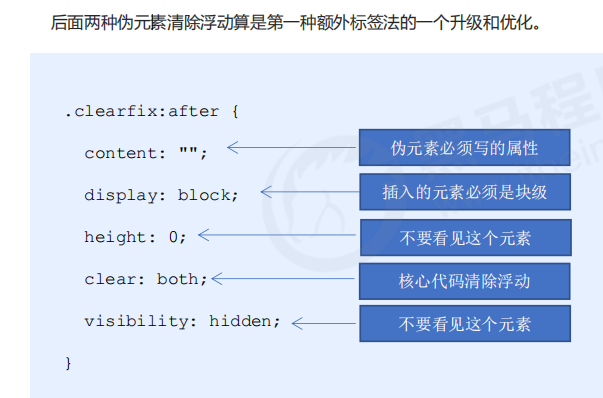 后面两种伪元素清除浮动算是第一种额外标签法的一个升级和优化。
.clearfix:after {
content: "";
伪元素必须写的属性
display: block;
插入的元素必须是块级
height: 0;
不要看见这个元素
clear: both;
核心代码清除浮动
visibility: hidden;
不要看见这个元素
}